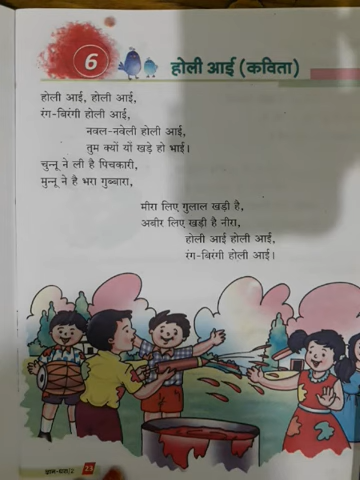 6
होली आई (कविता)
होली आई, होली आई,
रंग-बिरंगी होली आई,
नवल-नवेली होली आई,
तुम क्यों यों खड़े हो भाई।
चुन्नू ने ली है पिचकारी,
मुन्नू ने है भरा गुब्बारा,
मीरा लिए गुलाल खड़ी है,
अबीर लिए खड़ी है नीरा,
होली आई होली आई,
रंग-बिरंगी होली आई।
23